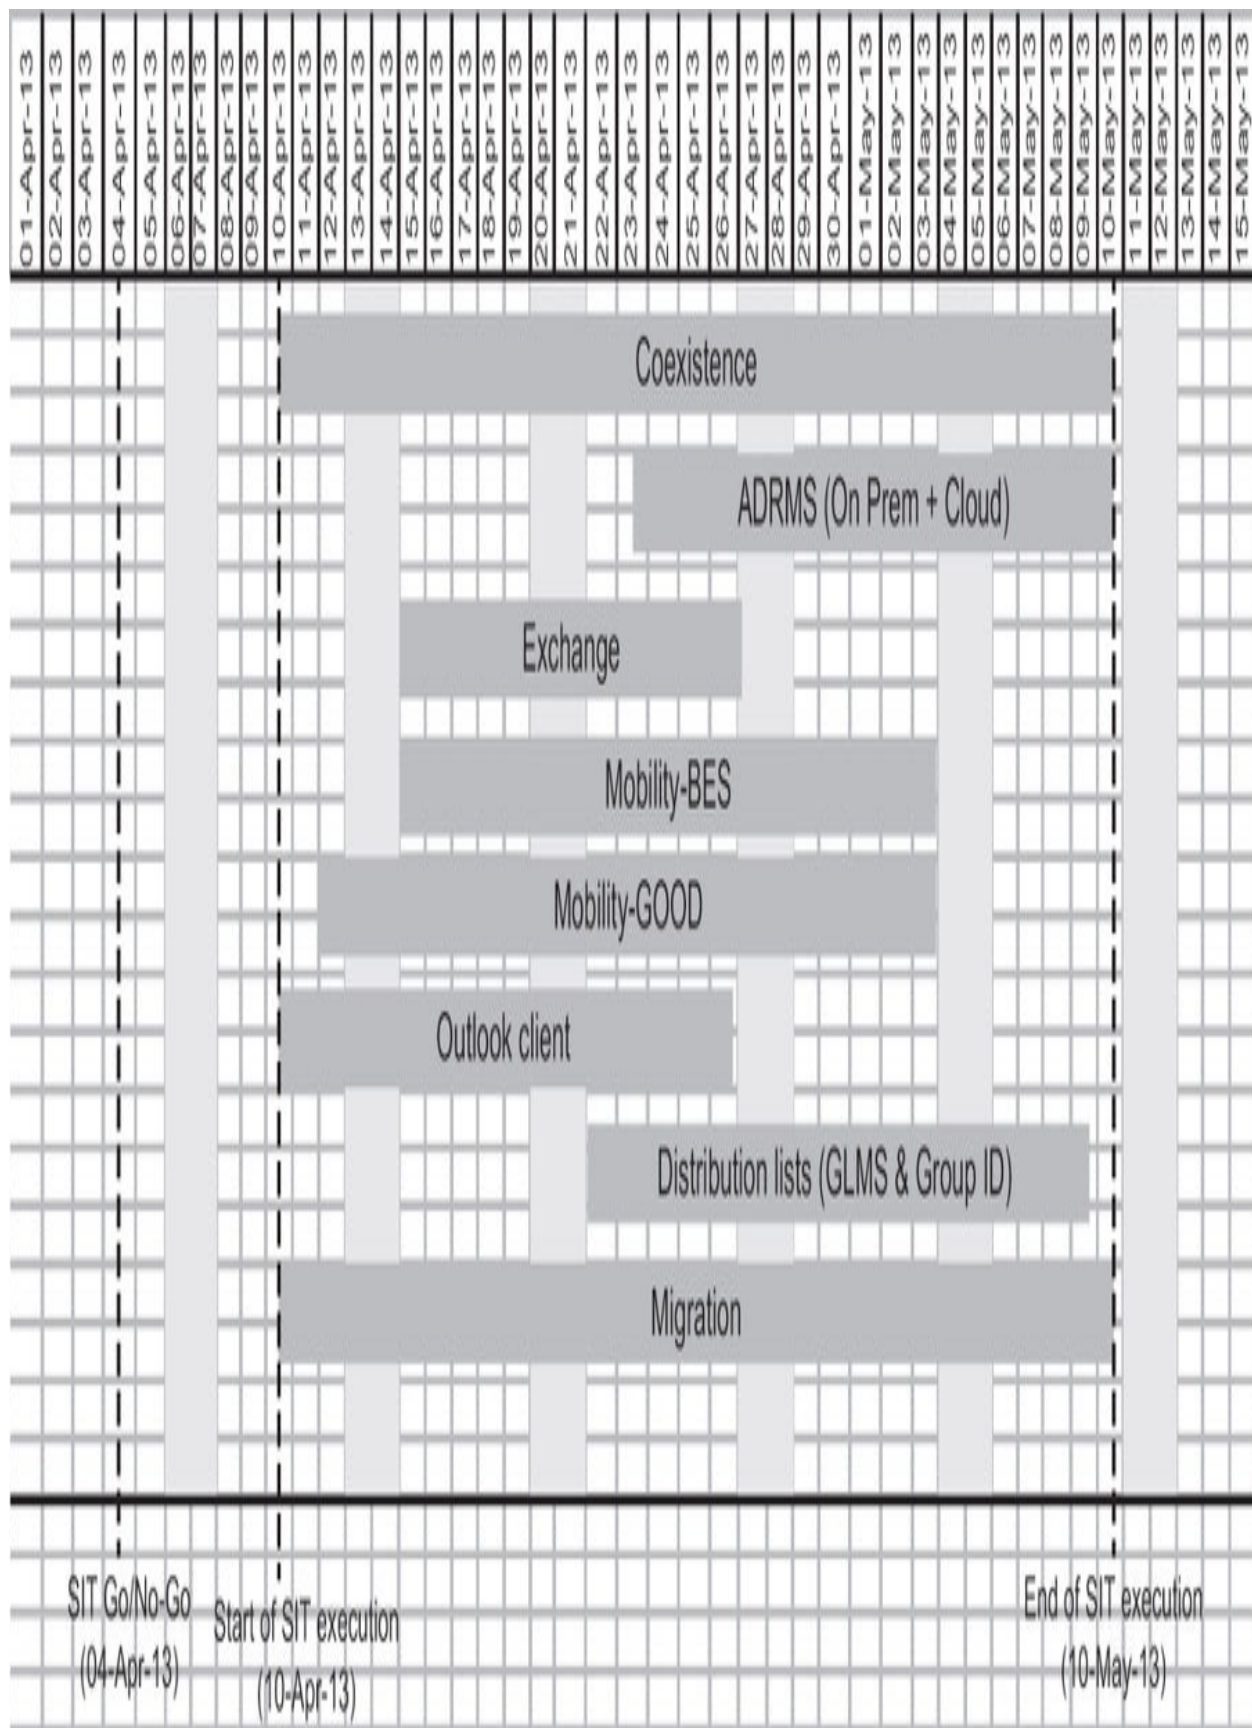 01-Apr-13
02-Apr-13
03-Apr-13
04-Apr-13
05-Apr-13
06-Apr-13
07-Apr-13
08-Apr-13
09-Apr-13
10-Apr-13
11-Apr-13
12-Apr-13
13-Apr-13
14-Apr-13
15-Apr-13
16-Apr-13
17-Apr-13
18-Apr-13
19-Apr-13
20-Apr-13
21-Apr-13
22-Apr-13
23-Apr-13
24-Apr-13
25-Apr-13
26-Apr-13
27-Apr-13
28-Apr-13
29-Apr-13
30-Apr-13
01-May-13
02-May-13
03-May-13
04-May-13
05-May-13
06-May-13
07-May-13
08-May-13
09-May-13
10-May-13
11-May-13
12-May-13
13-May-13
14-May-13
15-May-13
Coexistence
ADRMS (On Prem + Cloud)
Exchange
Mobility-BES
Mobility-GOOD
Outlook client
Distribution lists (GLMS & Group ID)
Migration
SIT Go/No-Go
(04-Apr-13)
Start of SIT execution
(10-Apr-13)
End of SIT execution
(10-May-13)